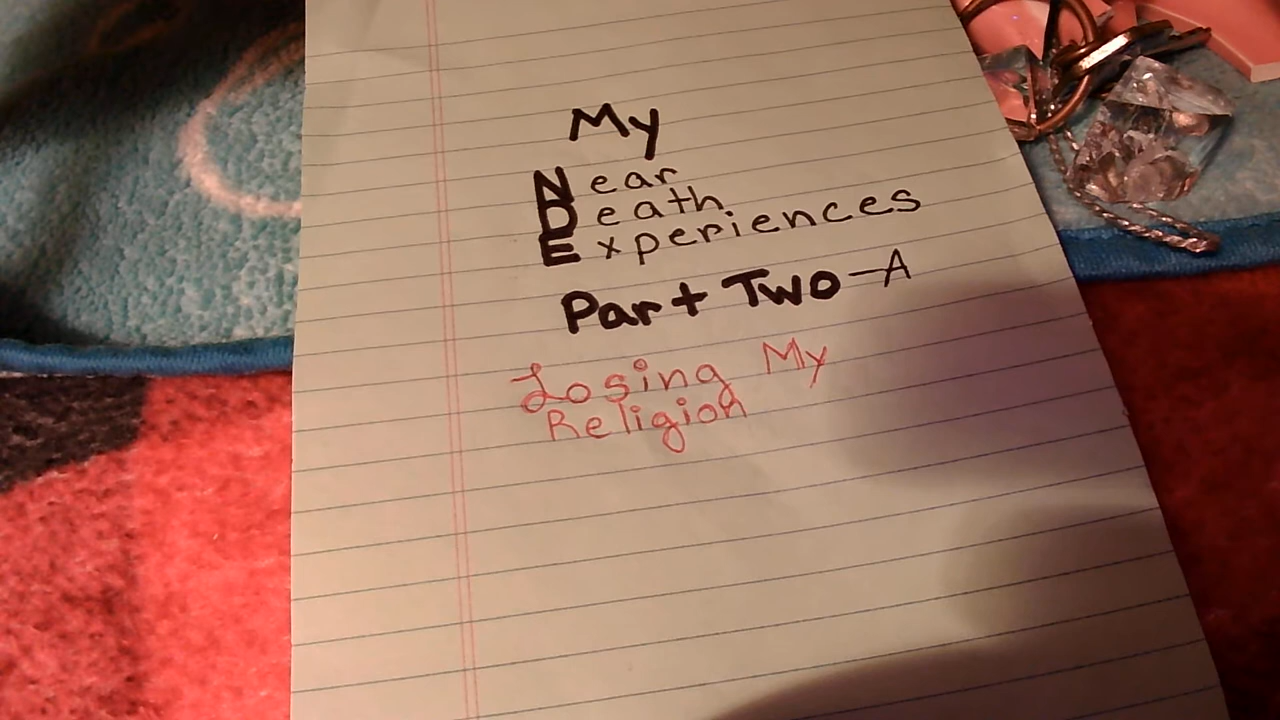 My
Near
Death
Experiences
Part Two-A
Losing My
Religion